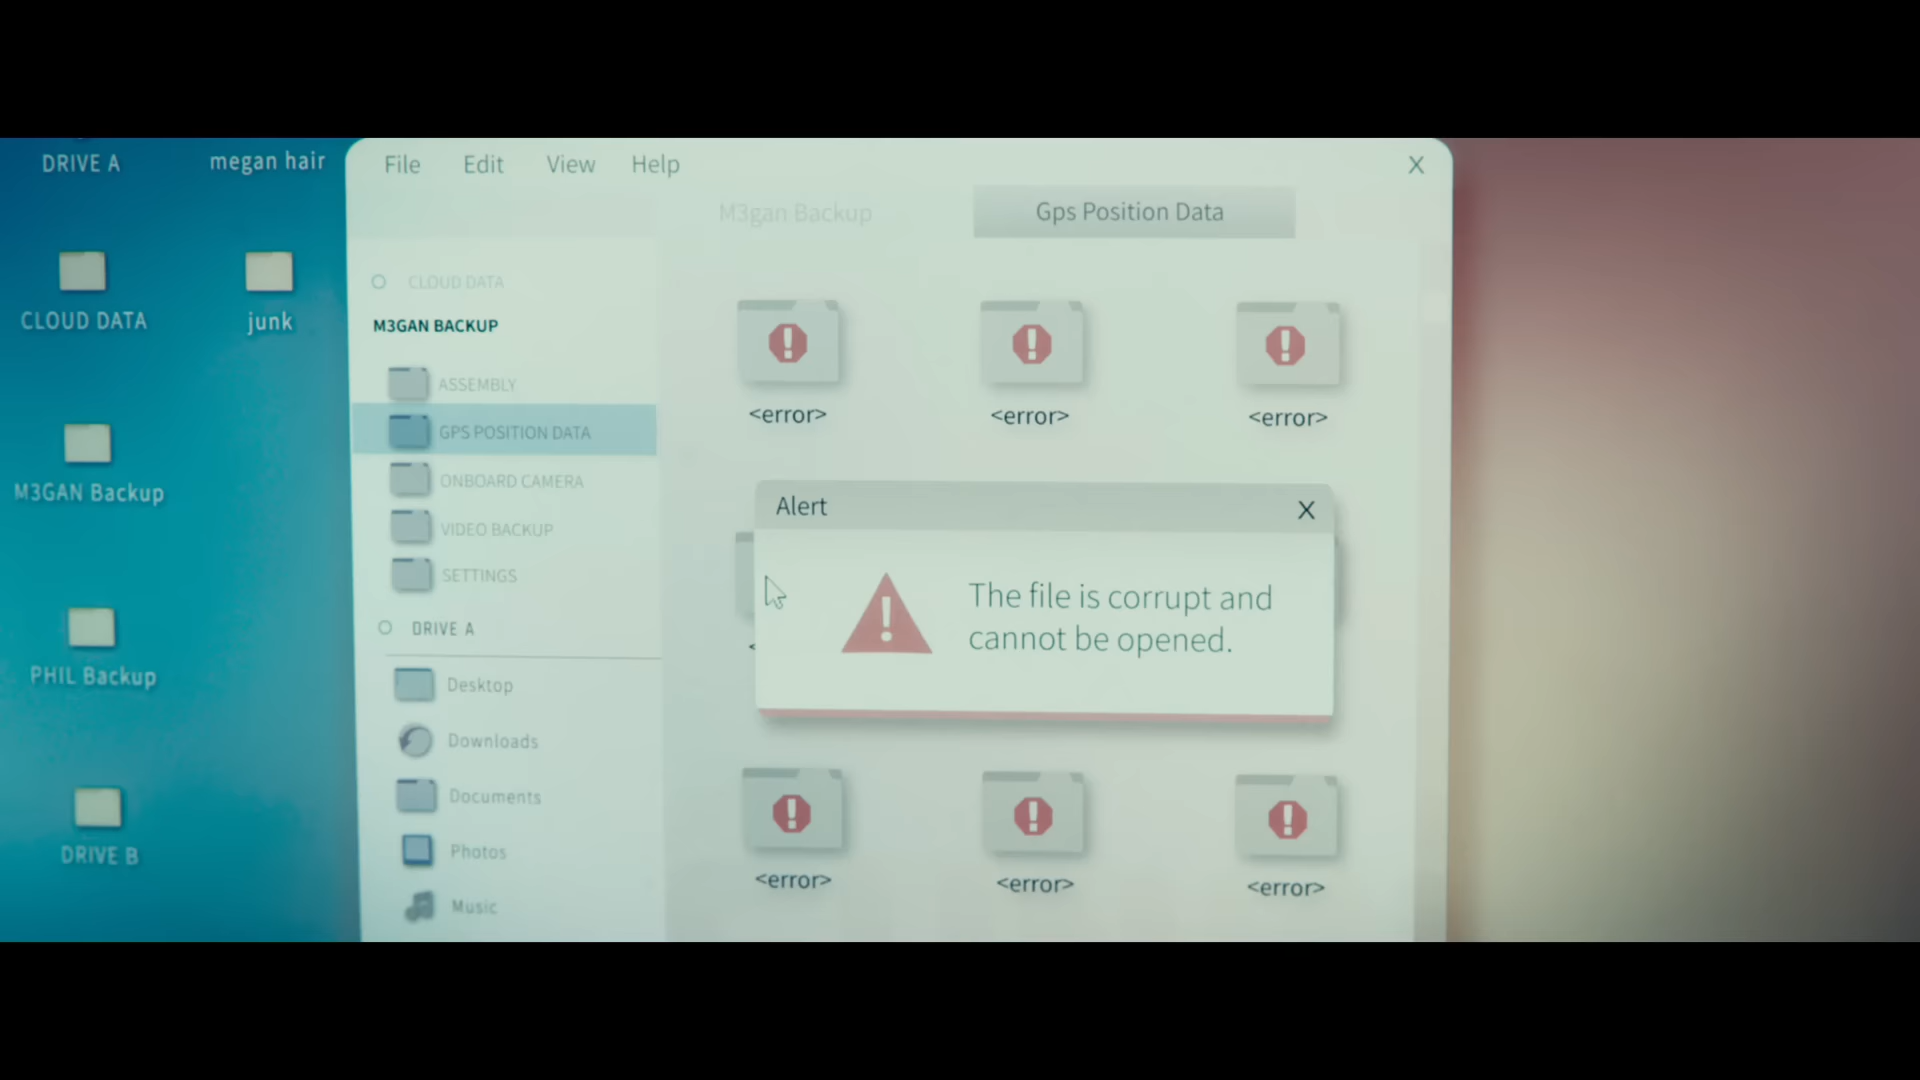 DRIVE A
megan hair
CLOUD DATA
junk
M3GAN Backup
PHIL Backup
DRIVE B
File Edit View Help X
M3gan Backup
Gps Position Data
CLOUD DATA
M3GAN BACKUP
ASSEMBLY
GPS POSITION DATA
ONBOARD CAMERA
VIDEO BACKUP
SETTINGS
DRIVE A
Desktop
Downloads
Documents
Photos
Music
<error> <error> <error>
Alert X
The file is corrupt and
cannot be opened.
<
<error> <error> <error>